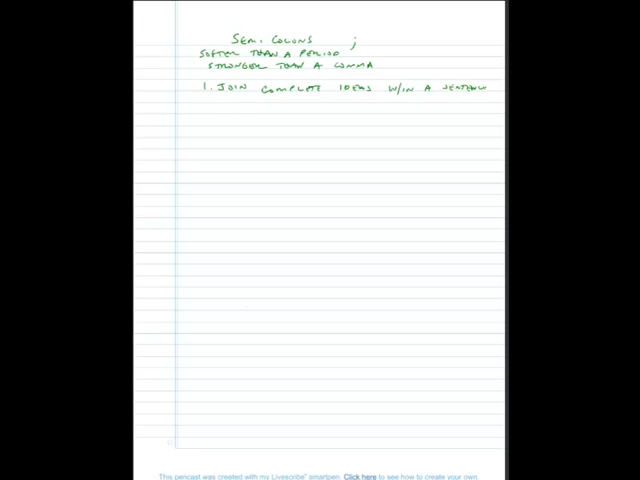 SEMI COLONS ;
SOFTER THAN A PERIOD
STRONGER THAN A COMMA
1. JOIN COMPLETE IDEAS W/IN A SENTENCE
This pencast was created with my Livescribe™ smartpen Click here to see how to create your own.